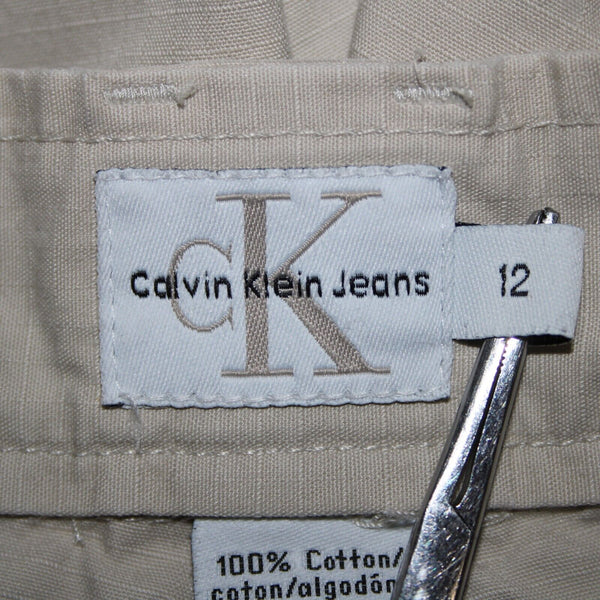 CK
Calvin Klein Jeans
12
100% Cotton/
coton/algodón